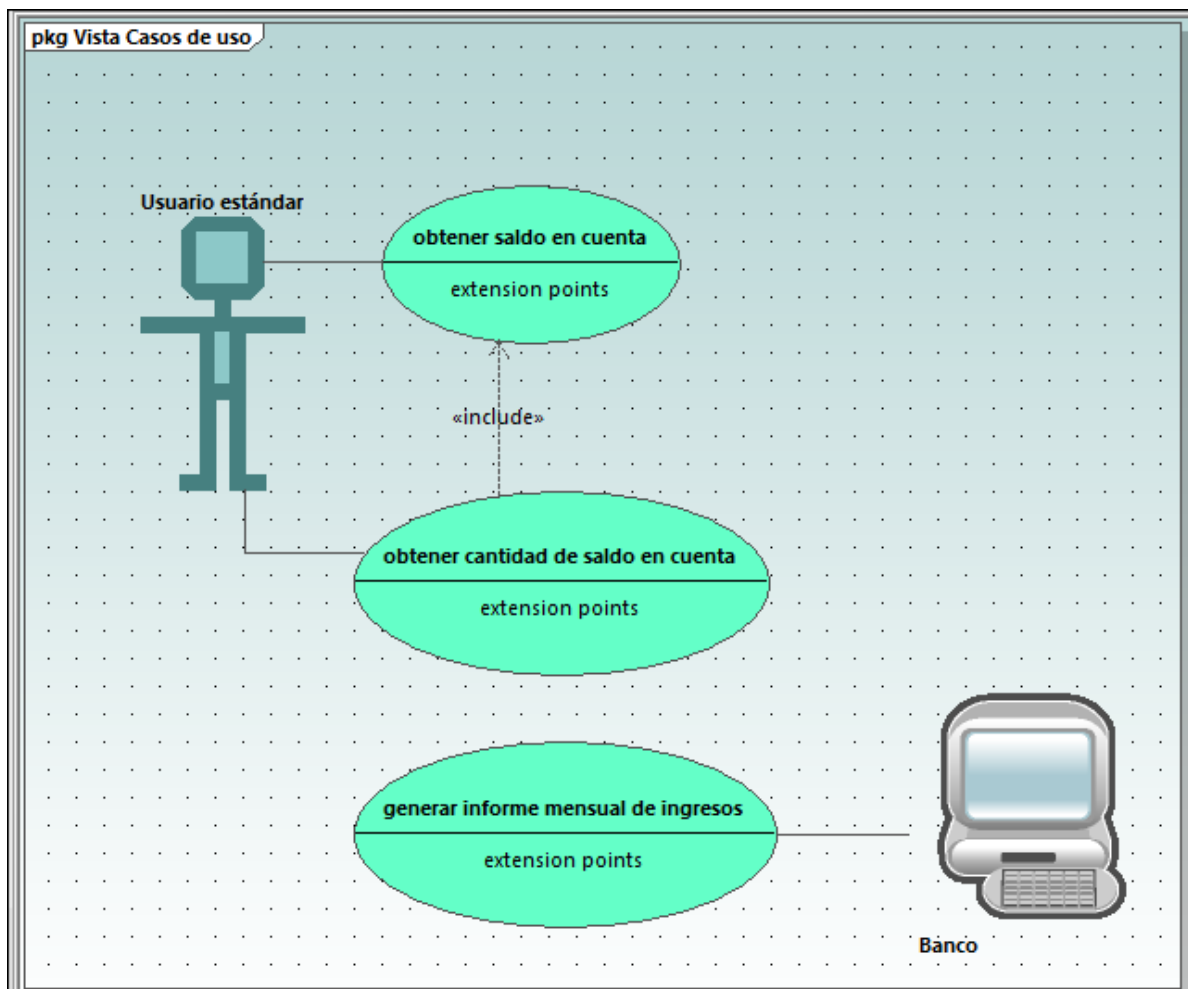 pkg Vista Casos de uso
Usuario estándar
obtener saldo en cuenta
extension points
«include»
obtener cantidad de saldo en cuenta
extension points
generar informe mensual de ingresos
extension points
Banco